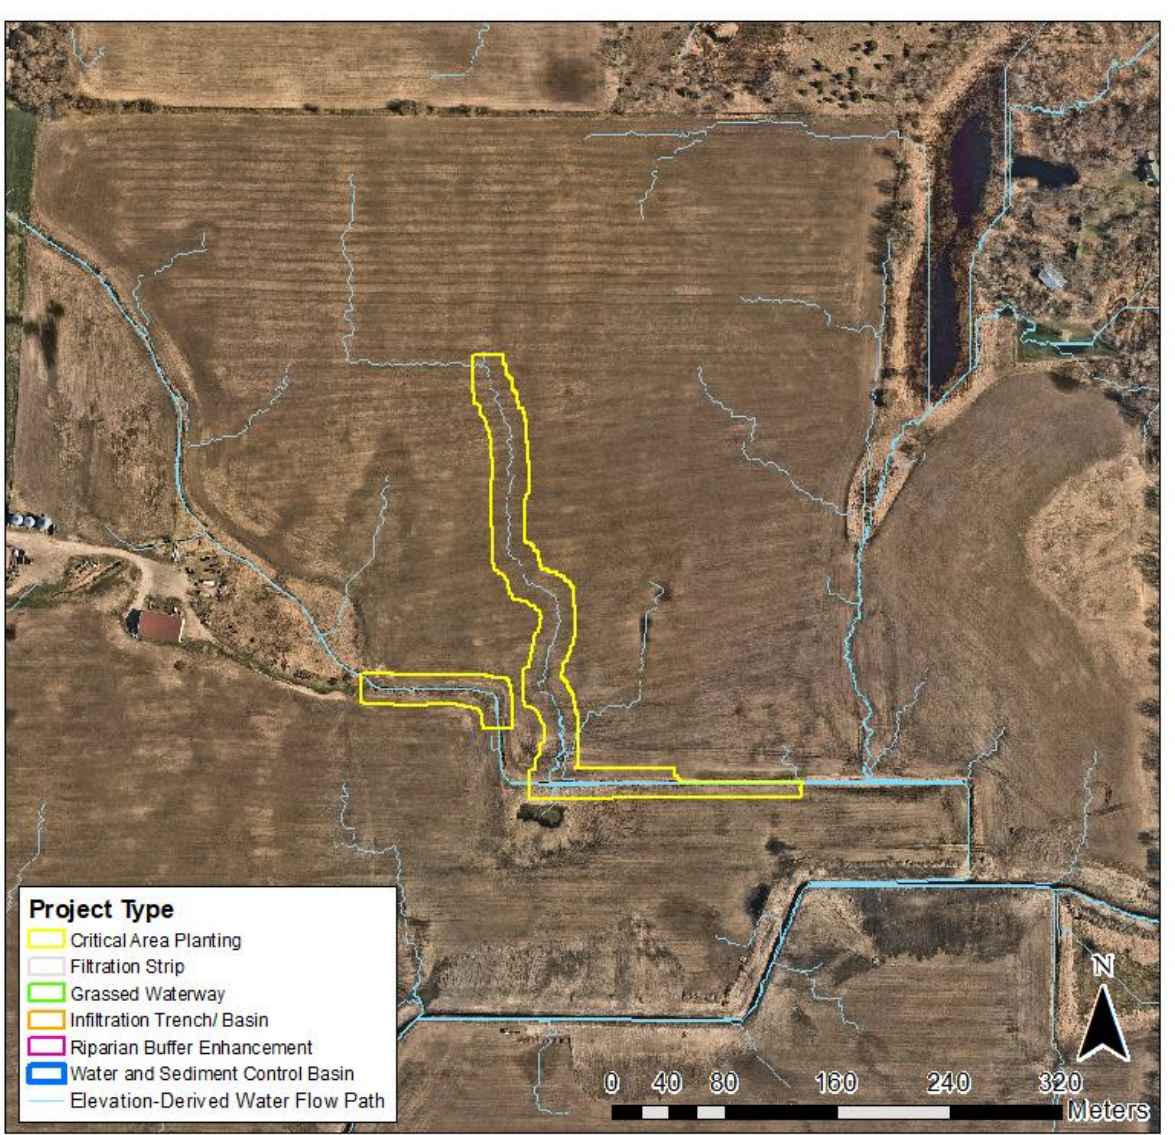 Project Type
Critical Area Planting
Filtration Strip
Grassed Waterway
Infiltration Trench/ Basin
Riparian Buffer Enhancement
Water and Sediment Control Basin
Elevation-Derived Water Flow Path
N
0 40 80 160 240 320
Meters